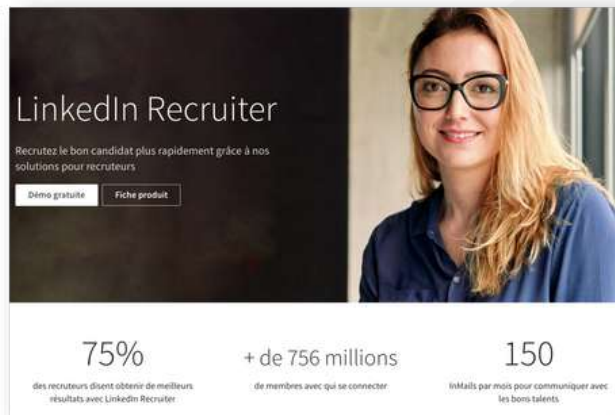 LinkedIn Recruiter
Recrutez le bon candidat plus rapidement grâce à nos
solutions pour recruteurs
Démo gratuite
Fiche produit
75%
des recruteurs disent obtenir de meilleurs
résultats avec LinkedIn Recruiter
+ de 756 millions
de membres avec qui se connecter
150
InMails par mois pour communiquer avec
les bons talents